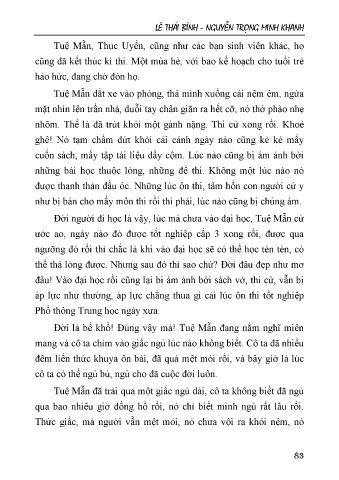 LÊ THÁI BÌNH - NGUYỄN TRỌNG MINH KHANH
Tuệ Mẫn, Thục Uyển, cũng như các bạn sinh viên khác, họ
cũng đã kết thúc kì thi. Một mùa hè, với bao kế hoạch cho tuổi trẻ
háo hức, đang chờ đón họ.
Tuệ Mẫn dắt xe vào phòng, thả mình xuống cái nệm êm, ngửa
mặt nhìn lên trần nhà, duỗi tay chân giãn ra hết cỡ, nó thở phào nhẹ
nhõm. Thế là đã trút khỏi một gánh nặng. Thi cử xong rồi. Khoẻ
ghê! Nó tạm chấm dứt khỏi cái cảnh ngày nào cũng kè kè mấy
cuốn sách, mấy tập tài liệu dầy cộm. Lúc nào cũng bị ám ảnh bởi
những bài học thuộc lòng, những đề thi. Không một lúc nào nó
được thanh thản đầu óc. Những lúc ôn thi, tâm hồn con người cứ y
như bị bán cho mấy môn thi rồi thì phải, lúc nào cũng bị chúng ám.
Đời người đi học là vậy, lúc mà chưa vào đại học, Tuệ Mẫn cứ
ước ao, ngày nào đó được tốt nghiệp cấp 3 xong rồi, được qua
ngưỡng đó rồi thì chắc là khi vào đại học sẽ có thể học tèn tèn, có
thể thả lỏng được. Nhưng sau đó thì sao chứ? Đời đâu đẹp như mơ
đâu! Vào đại học rồi cũng lại bị ám ảnh bởi sách vở, thi cử, vẫn bị
áp lực như thường, áp lực chẳng thua gì cái lúc ôn thi tốt nghiệp
Phổ thông Trung học ngày xưa.
Đời là bể khổ! Đúng vậy mà! Tuệ Mẫn đang nằm nghĩ miên
mang và cô ta chìm vào giấc ngủ lúc nào không biết. Cô ta đã nhiều
đêm liền thức khuya ôn bài, đã quá mệt mỏi rồi, và bây giờ là lúc
cô ta có thể ngủ bù, ngủ cho đã cuộc đời luôn.
Tuệ Mẫn đã trải qua một giấc ngủ dài, cô ta không biết đã ngủ
qua bao nhiêu giờ đồng hồ rồi, nó chỉ biết mình ngủ rất lâu rồi.
Thức giấc, mà người vẫn mệt mỏi, nó chưa vội ra khỏi nệm, nó
83